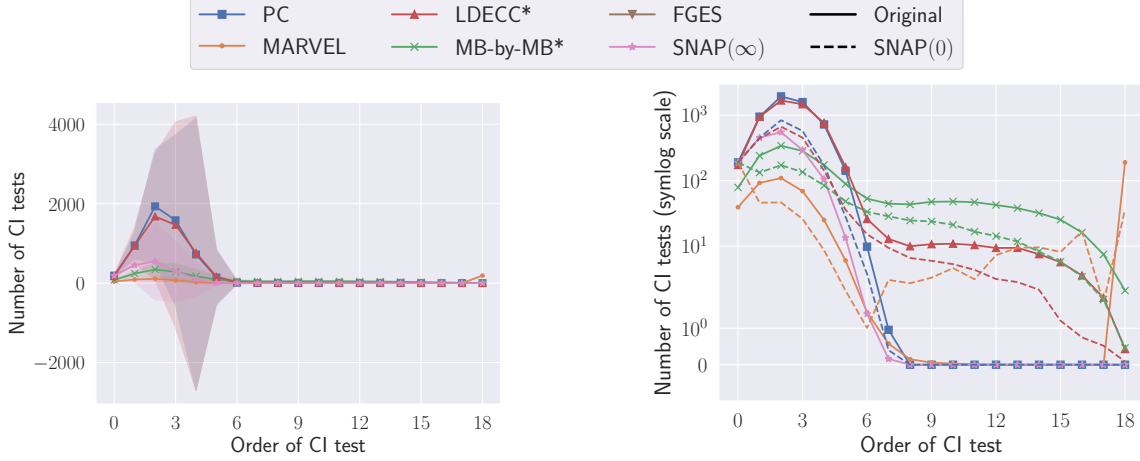 PC LDECC* FGES Original
MARVEL MB-by-MB* SNAP(∞) SNAP(0)
Number of CI tests
4000
2000
0
−2000
0 3 6 9 12 15 18
Order of CI test
Number of CI tests (symlog scale)
10³
10²
10¹
10⁰
0
0 3 6 9 12 15 18
Order of CI test